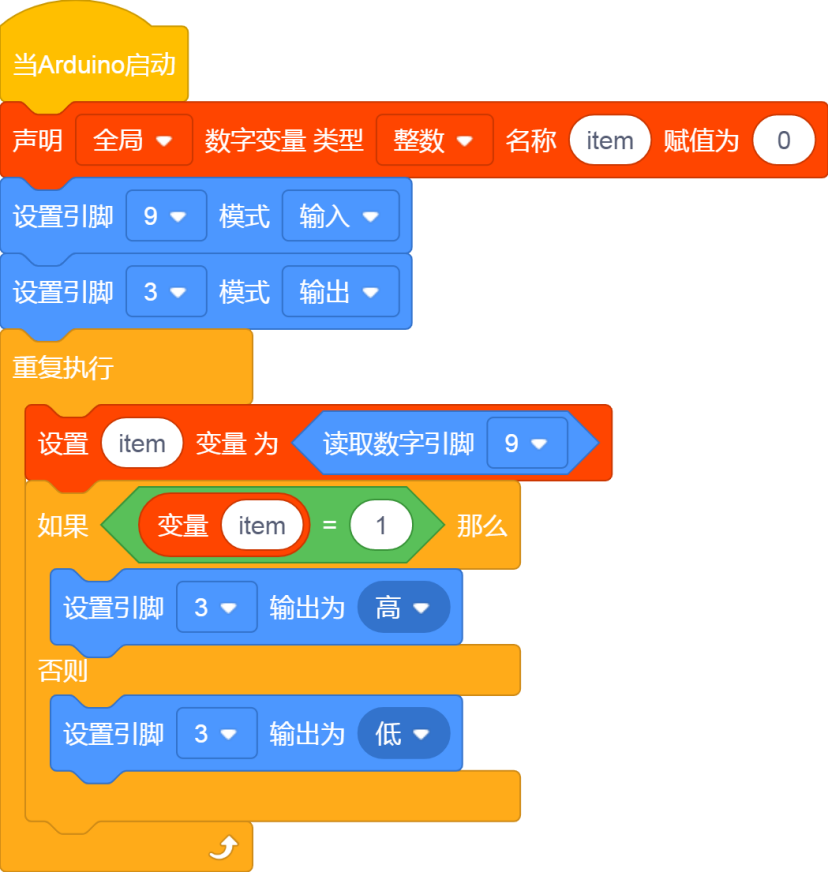 当Arduino启动
声明 全局 数字变量 类型 整数 名称 item 赋值为 0
设置引脚 9 模式 输入
设置引脚 3 模式 输出
重复执行
设置 item 变量 为 读取数字引脚 9
如果 变量 item = 1 那么
设置引脚 3 输出为 高
否则
设置引脚 3 输出为 低